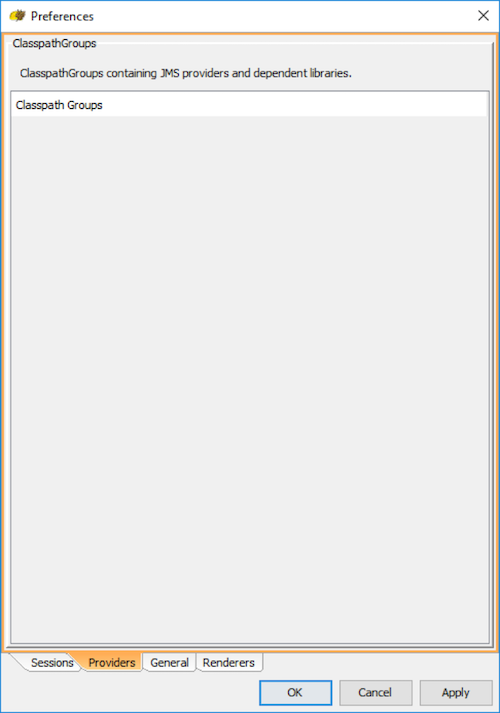 Preferences
ClasspathGroups
ClasspathGroups containing JMS providers and dependent libraries.
Classpath Groups
Sessions Providers General Renderers
OK Cancel Apply